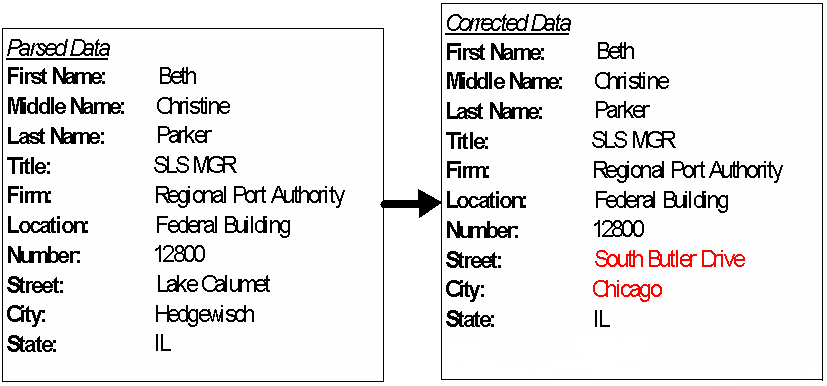 Parsed Data
First Name: Beth
Middle Name: Christine
Last Name: Parker
Title: SLS MGR
Firm: Regional Port Authority
Location: Federal Building
Number: 12800
Street: Lake Calumet
City: Hedgewisch
State: IL
Corrected Data
First Name: Beth
Middle Name: Christine
Last Name: Parker
Title: SLS MGR
Firm: Regional Port Authority
Location: Federal Building
Number: 12800
Street: South Butler Drive
City: Chicago
State: IL